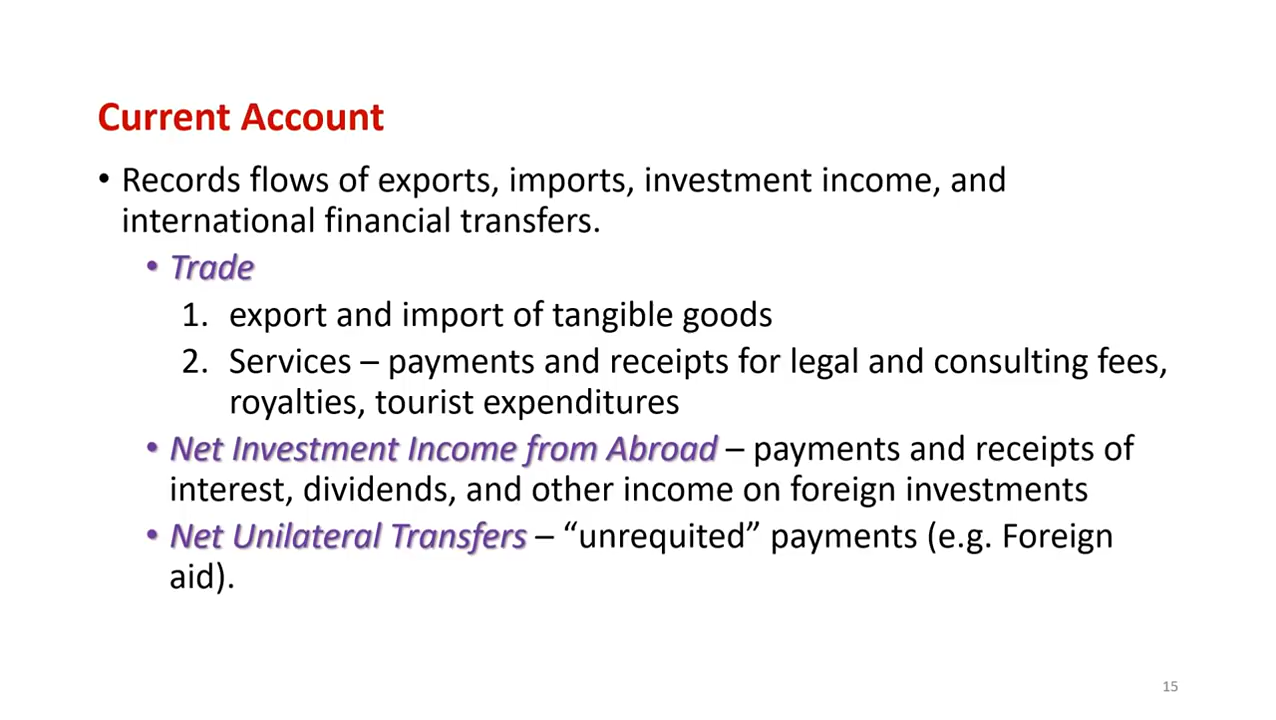 Current Account
• Records flows of exports, imports, investment income, and
international financial transfers.
• Trade
1. export and import of tangible goods
2. Services – payments and receipts for legal and consulting fees,
royalties, tourist expenditures
• Net Investment Income from Abroad – payments and receipts of
interest, dividends, and other income on foreign investments
• Net Unilateral Transfers – “unrequited” payments (e.g. Foreign
aid).
15